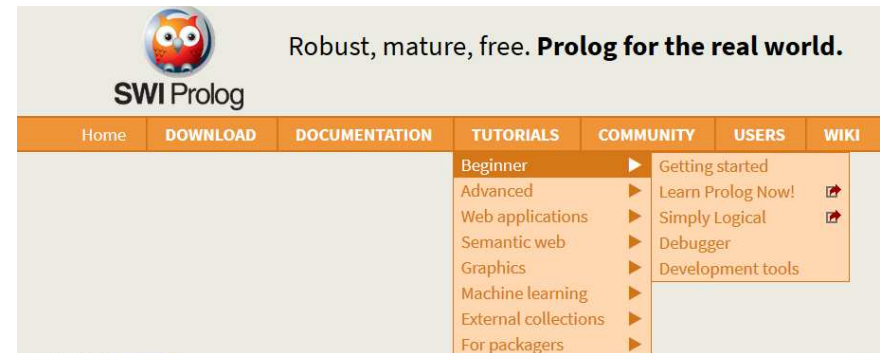 Robust, mature, free. Prolog for the real world.
SWI Prolog
Home DOWNLOAD DOCUMENTATION TUTORIALS COMMUNITY USERS WIKI
Beginner
Advanced
Web applications
Semantic web
Graphics
Machine learning
External collections
For packagers
Getting started
Learn Prolog Now!
Simply Logical
Debugger
Development tools